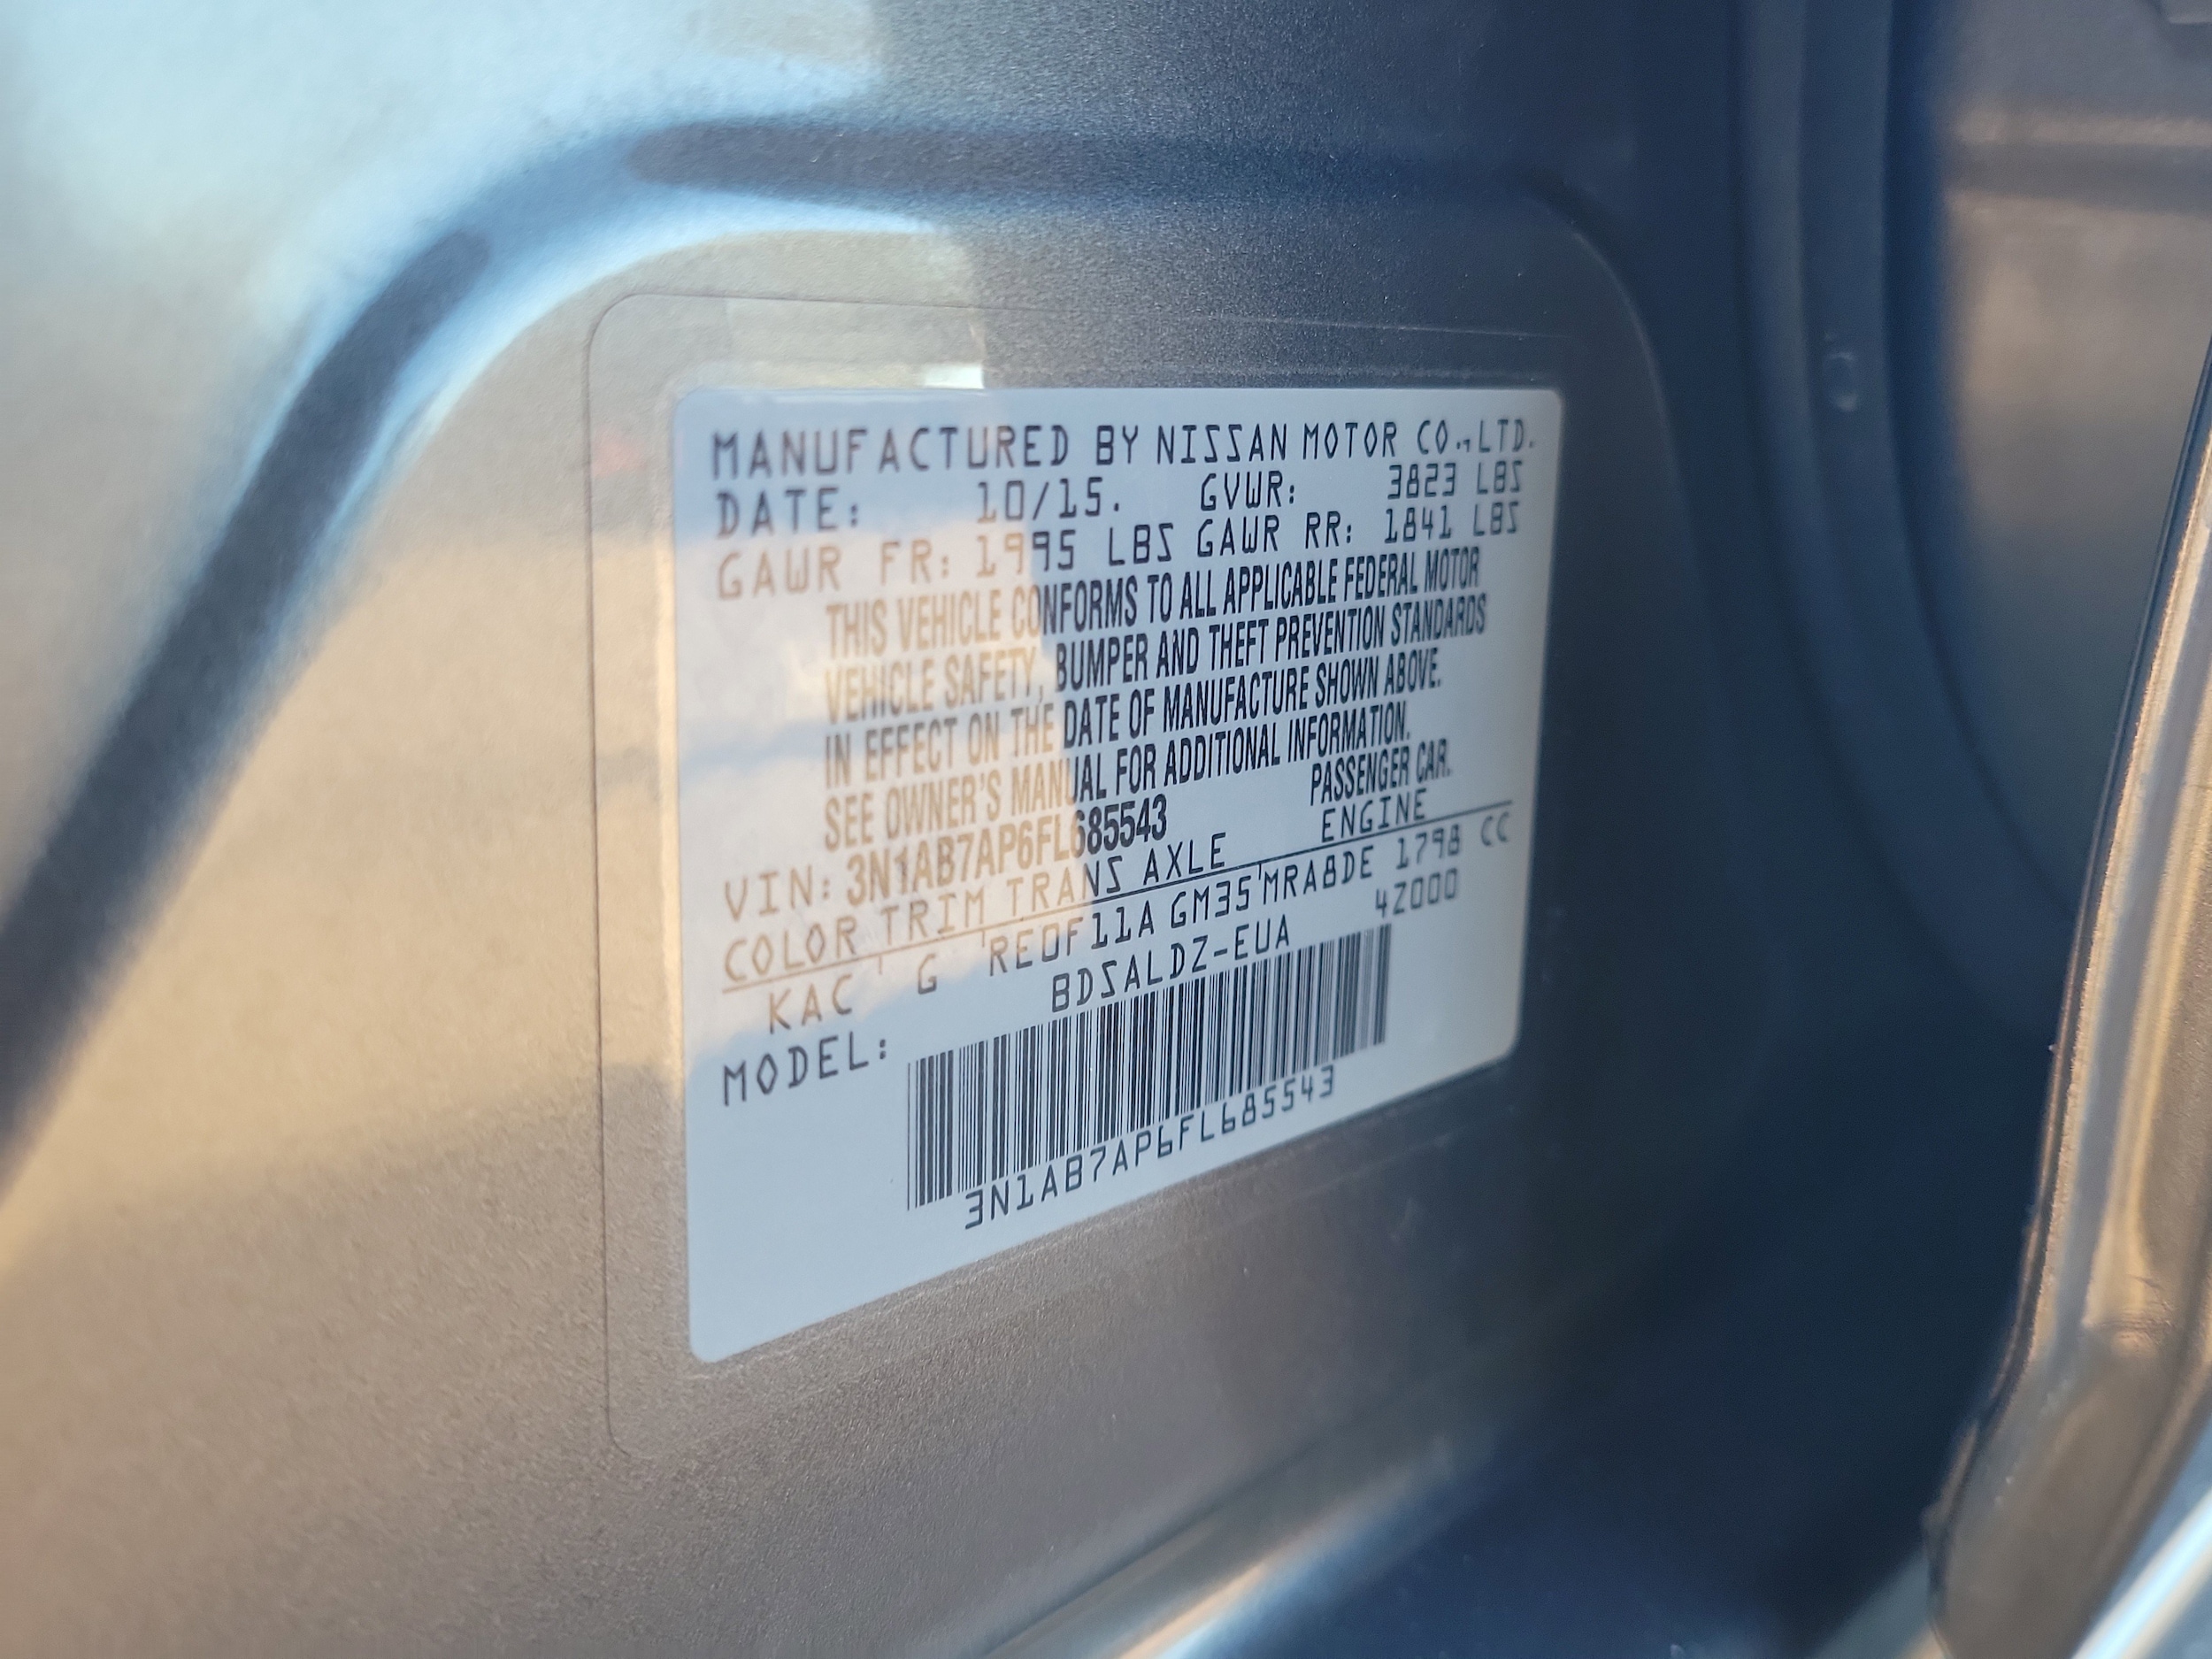 MANUFACTURED BY NISSAN MOTOR CO.,LTD.
DATE: 10/15. GVWR: 3823 LBS
GAWR FR: 1995 LBS GAWR RR: 1841 LBS
THIS VEHICLE CONFORMS TO ALL APPLICABLE FEDERAL MOTOR
VEHICLE SAFETY, BUMPER AND THEFT PREVENTION STANDARDS
IN EFFECT ON THE DATE OF MANUFACTURE SHOWN ABOVE.
SEE OWNER'S MANUAL FOR ADDITIONAL INFORMATION.
VIN: 3N1AB7AP6FL685543 PASSENGER CAR.
COLOR TRIM TRANS AXLE ENGINE
KAC G RE0F11A GM35 MRA8DE 1798 CC
MODEL: BDSALDZ-EUA 4Z000
3N1AB7AP6FL685543